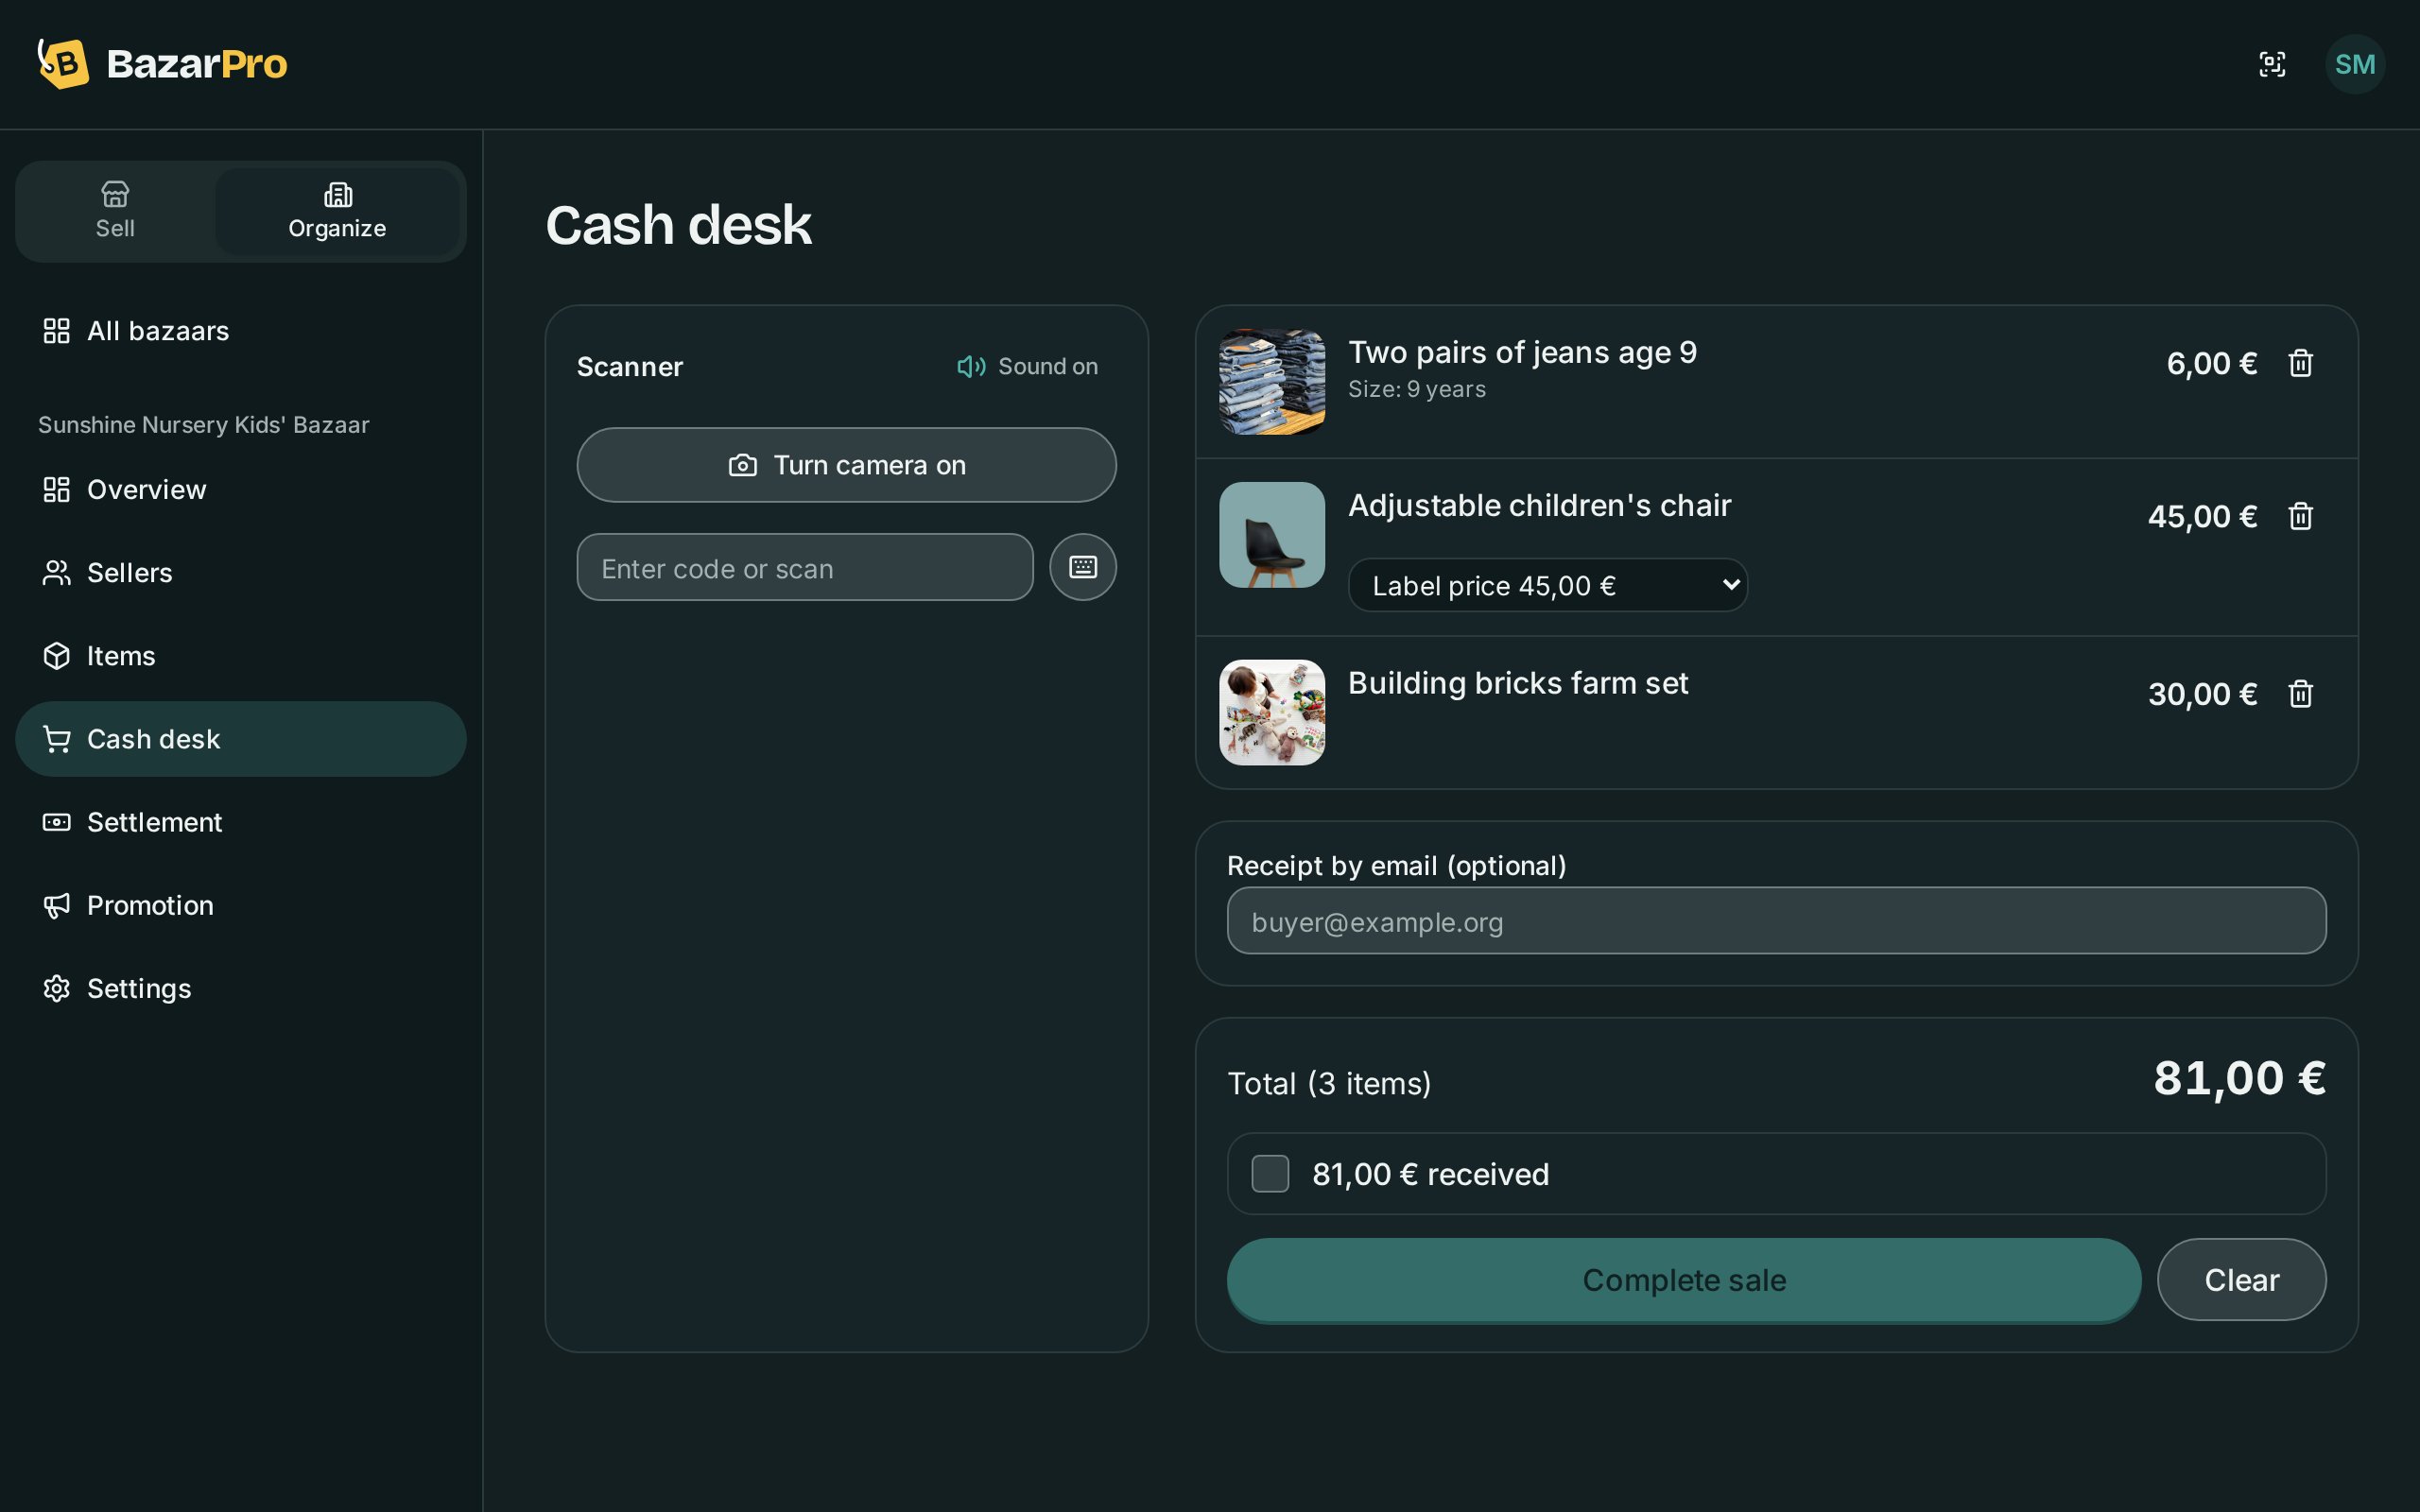 B BazarPro
SM
Sell
Organize
All bazaars
Sunshine Nursery Kids' Bazaar
Overview
Sellers
Items
Cash desk
Settlement
Promotion
Settings
Cash desk
Scanner
Sound on
Turn camera on
Enter code or scan
Two pairs of jeans age 9
Size: 9 years
6,00 €
Adjustable children's chair
45,00 €
Label price 45,00 €
Building bricks farm set
30,00 €
Receipt by email (optional)
buyer@example.org
Total (3 items)
81,00 €
81,00 € received
Complete sale
Clear